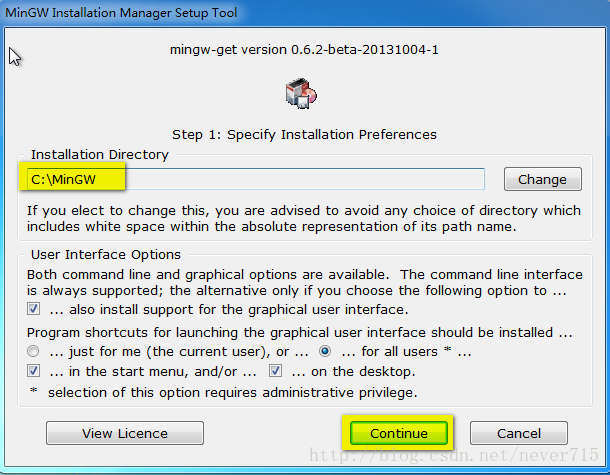 MinGW Installation Manager Setup Tool
mingw-get version 0.6.2-beta-20131004-1
Step 1: Specify Installation Preferences
Installation Directory
C:\MinGW
Change
If you elect to change this, you are advised to avoid any choice of directory which
includes white space within the absolute representation of its path name.
User Interface Options
Both command line and graphical options are available. The command line interface
is always supported; the alternative only if you choose the following option to ...
... also install support for the graphical user interface.
Program shortcuts for launching the graphical user interface should be installed ...
... just for me (the current user), or ... ... for all users * ...
... in the start menu, and/or ... ... on the desktop.
* selection of this option requires administrative privilege.
View Licence Continue Cancel
http://blog.csdn.net/never715